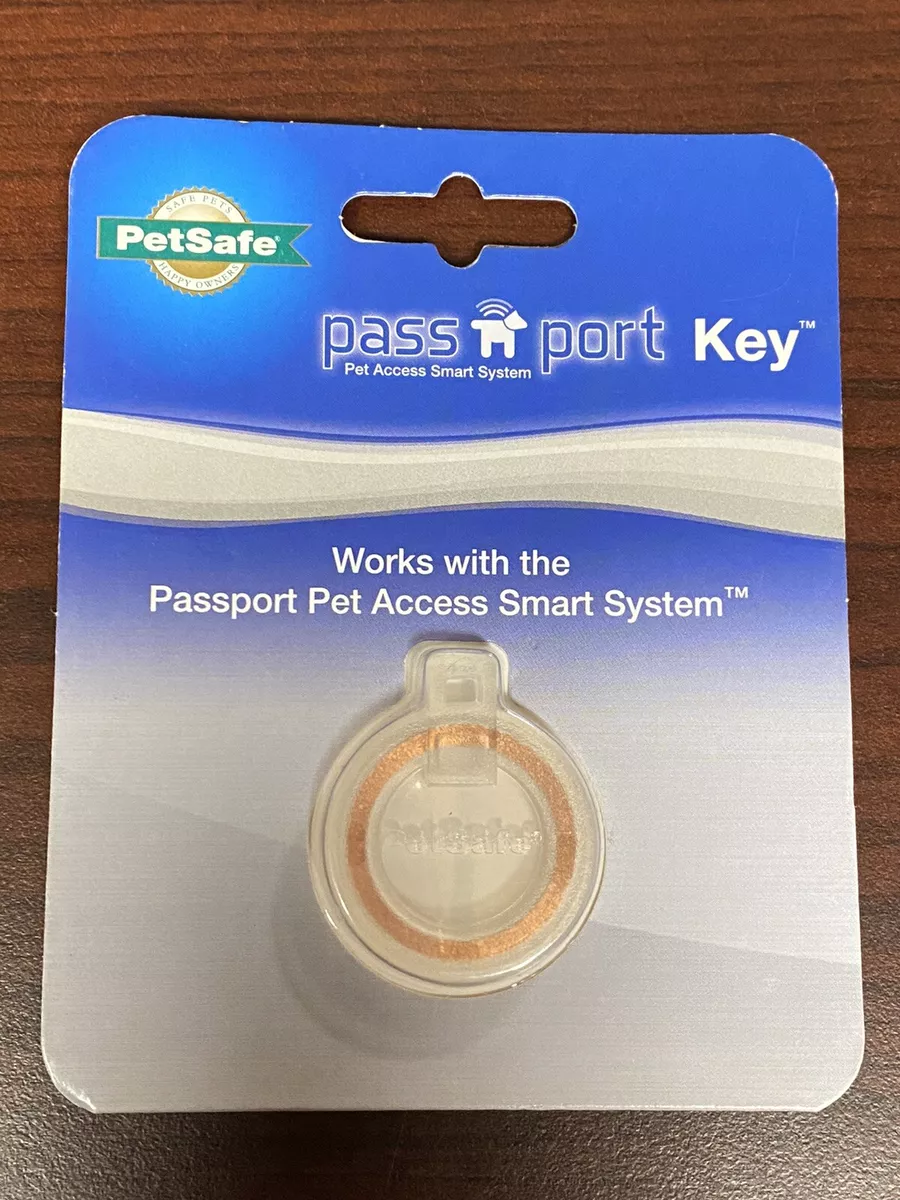 SAFE PETS
PetSafe®
HAPPY OWNERS
pass port Key™
Pet Access Smart System
Works with the
Passport Pet Access Smart System™
PetSafe®